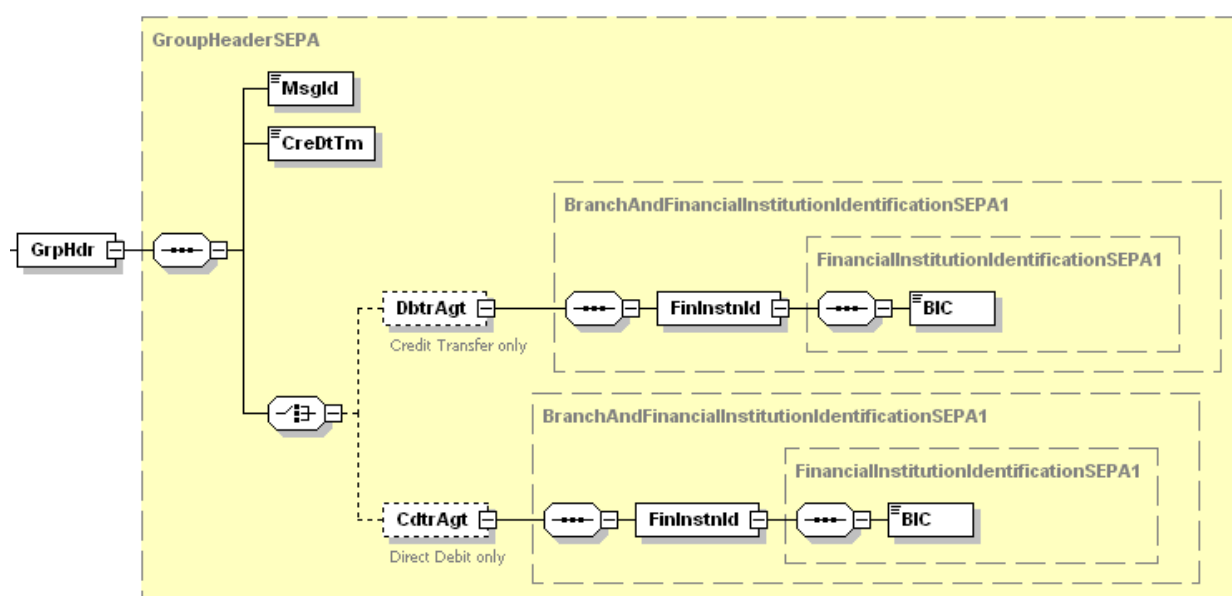 GroupHeaderSEPA
MsgId
CreDtTm
BranchAndFinancialInstitutionIdentificationSEPA1
GrpHdr
FinancialInstitutionIdentificationSEPA1
DbtrAgt
FinInstnId
BIC
Credit Transfer only
BranchAndFinancialInstitutionIdentificationSEPA1
FinancialInstitutionIdentificationSEPA1
CdtrAgt
FinInstnId
BIC
Direct Debit only